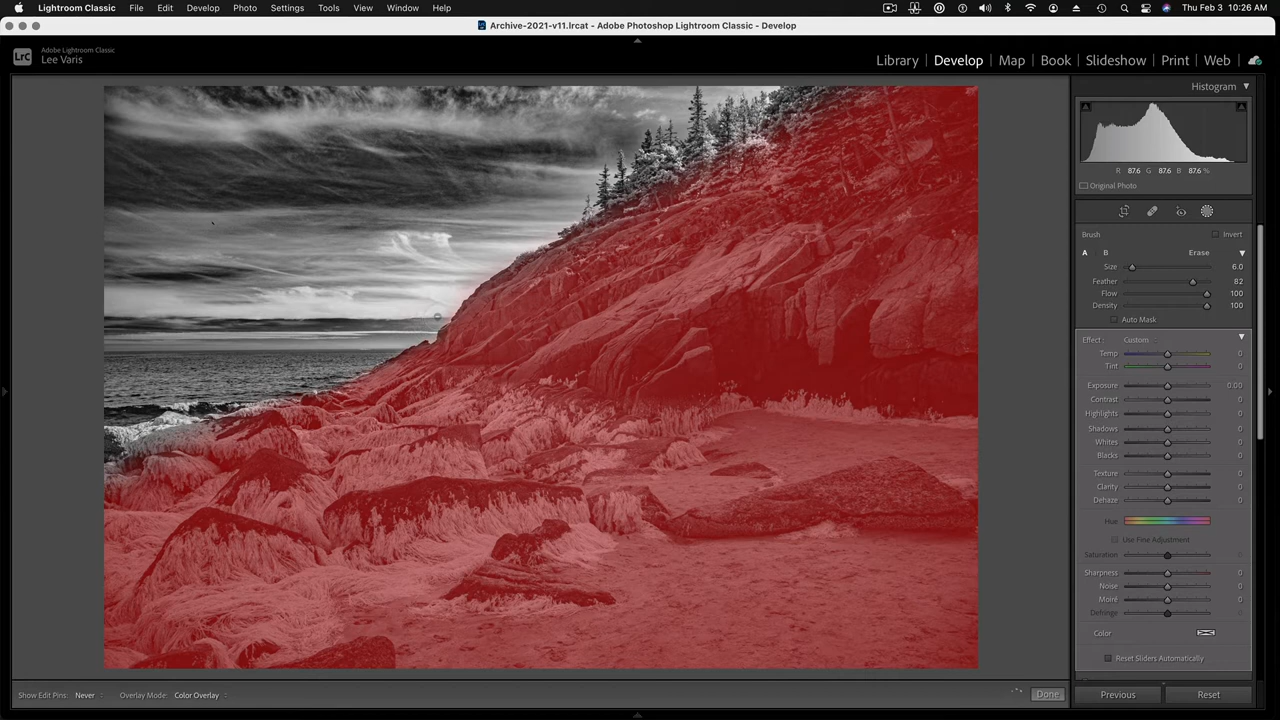 Lightroom Classic File Edit Develop Photo Settings Tools View Window Help Thu Feb 3 10:26 AM
Archive-2021-v11.lrcat - Adobe Photoshop Lightroom Classic - Develop
LrC Adobe Lightroom Classic
Lee Varis
Library Develop Map Book Slideshow Print Web
Histogram
R 87.6 G 87.6 B 87.6 %
Original Photo
Brush Invert
A B Erase
Size 6.0
Feather 82
Flow 100
Density 100
Auto Mask
Effect : Custom
Temp 0
Tint 0
Exposure 0.00
Contrast 0
Highlights 0
Shadows 0
Whites 0
Blacks 0
Texture 0
Clarity 0
Dehaze 0
Hue
Use Fine Adjustment
Saturation 0
Sharpness 0
Noise 0
Moiré 0
Defringe 0
Color
Reset Sliders Automatically
Show Edit Pins: Never Overlay Mode: Color Overlay Done
Previous Reset